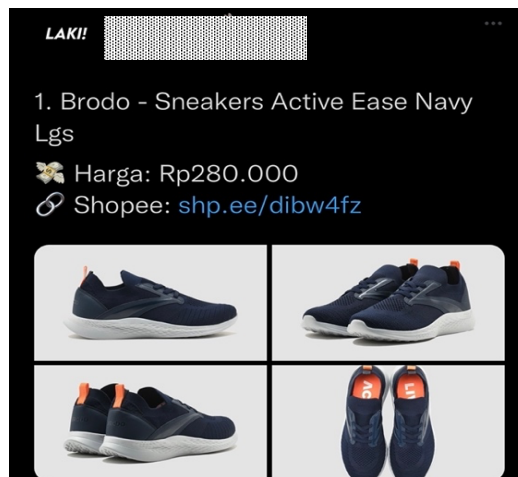 LAKI!
1. Brodo - Sneakers Active Ease Navy
Lgs
💸 Harga: Rp280.000
🔗 Shopee: shp.ee/dibw4fz